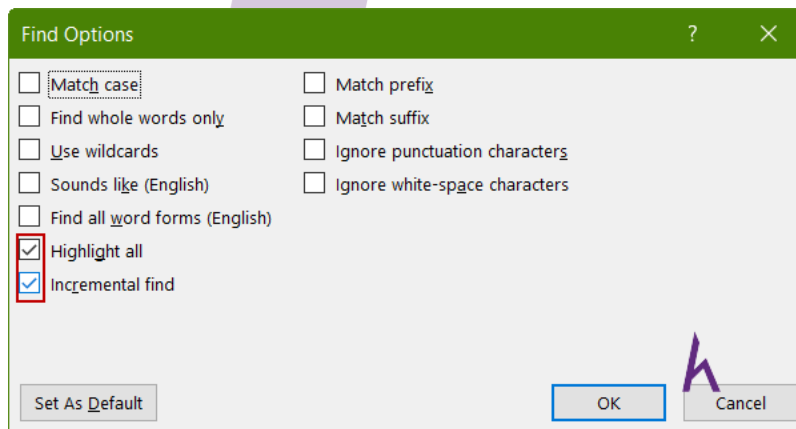 Find Options ?
Match case
Find whole words only
Use wildcards
Sounds like (English)
Find all word forms (English)
Highlight all
Incremental find
Match prefix
Match suffix
Ignore punctuation characters
Ignore white-space characters
Set As Default OK Cancel